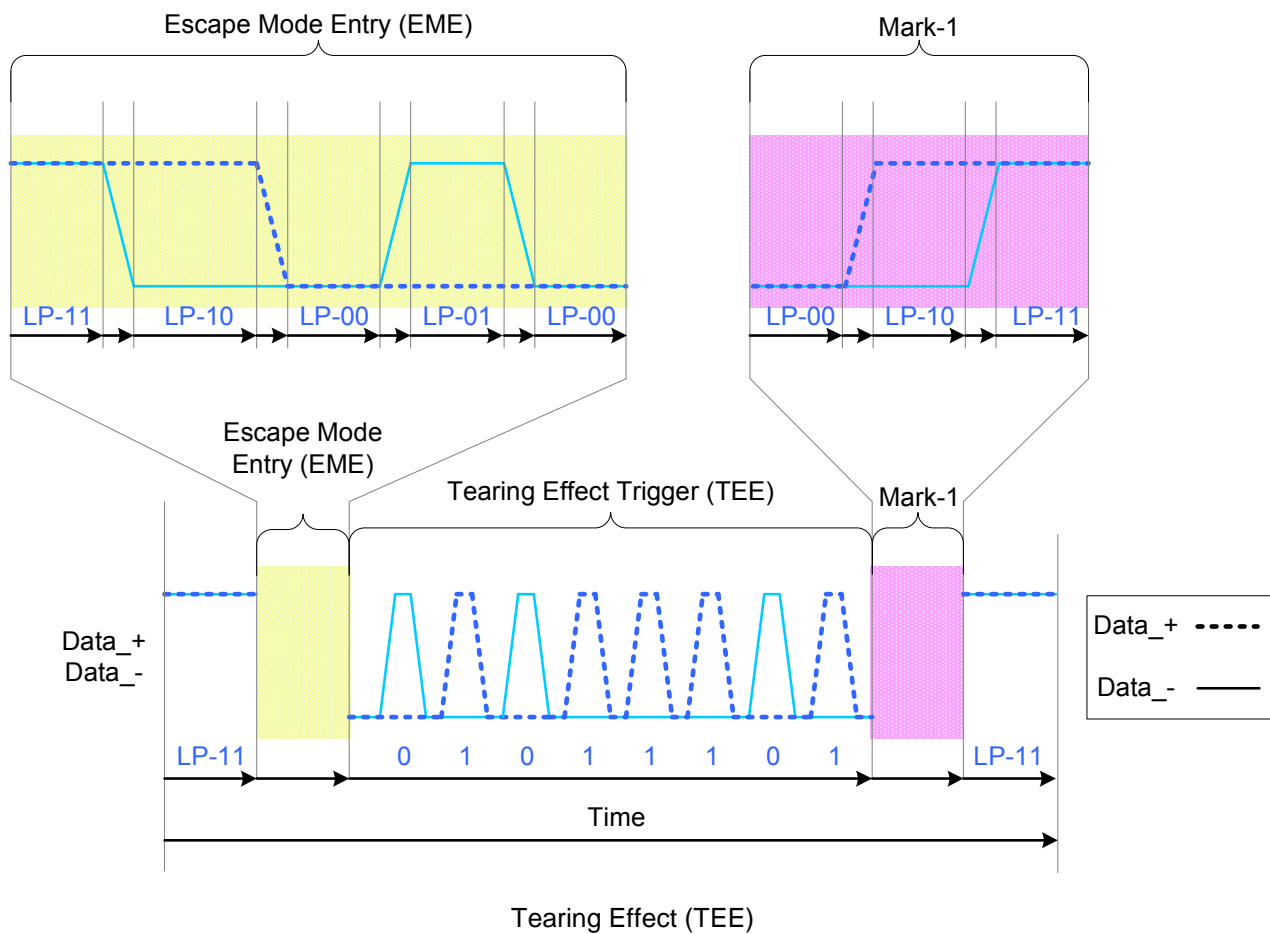 Escape Mode Entry (EME)
Mark-1
LP-11 LP-10 LP-00 LP-01 LP-00
LP-00 LP-10 LP-11
Escape Mode
Entry (EME)
Tearing Effect Trigger (TEE)
Mark-1
Data_+
Data_-
Data_+
Data_-
LP-11 0 1 0 1 1 1 0 1 LP-11
Time
Tearing Effect (TEE)